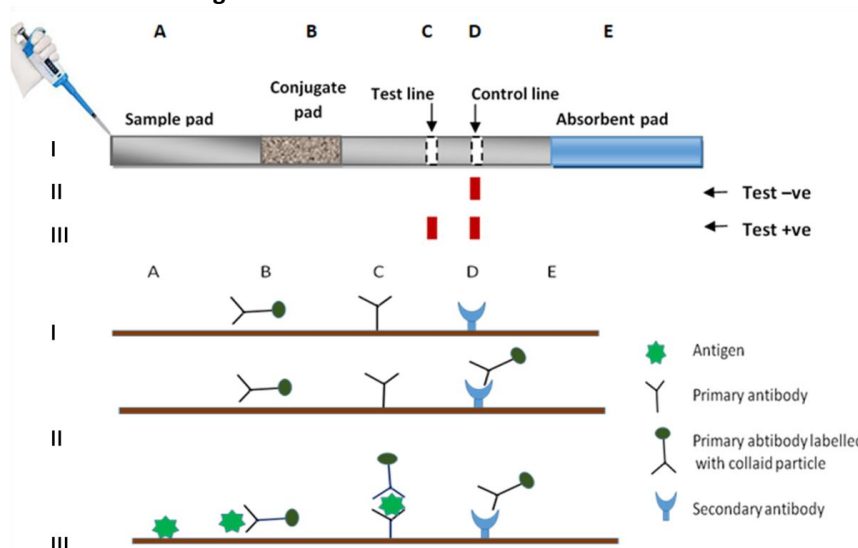 A B C D E
Conjugate pad
Test line
Control line
Sample pad
Absorbent pad
I
II
Test –ve
III
Test +ve
A B C D E
I
Antigen
Primary antibody
II
Primary abtibody labelled
with collaid particle
Secondary antibody
III